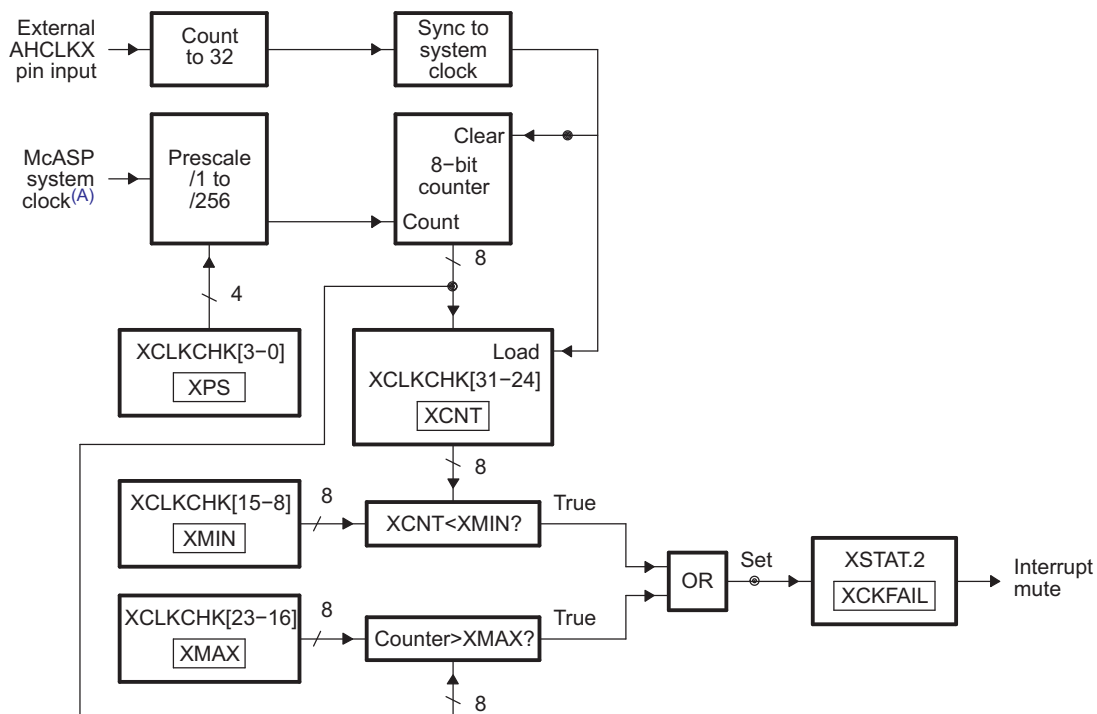 External
AHCLKX
pin input
Count
to 32
Sync to
system
clock
McASP
system
clock(A)
Prescale
/1 to
/256
Clear
8−bit
counter
Count
8
4
XCLKCHK[3−0]
XPS
Load
XCLKCHK[31−24]
XCNT
8
XCLKCHK[15−8]
XMIN
8
XCNT<XMIN?
True
XCLKCHK[23−16]
XMAX
8
Counter>XMAX?
True
8
OR
Set
XSTAT.2
XCKFAIL
Interrupt
mute